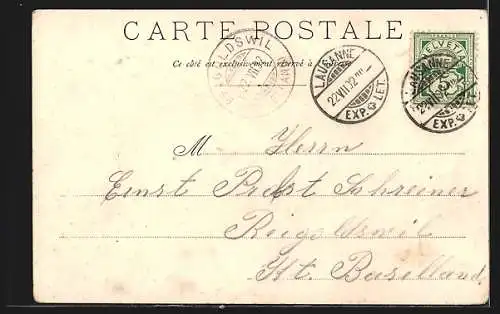 CARTE POSTALE
Ce côté est exclusivement réservé à l'adresse
REIGOLDSWIL
LAUSANNE
22 VII 02
EXP. LET.
HELVETIA
LAUSANNE
EXP. LET.
M Herrn
Ernst Probst Schreiner
Reigoldswil
Kt. Baselland